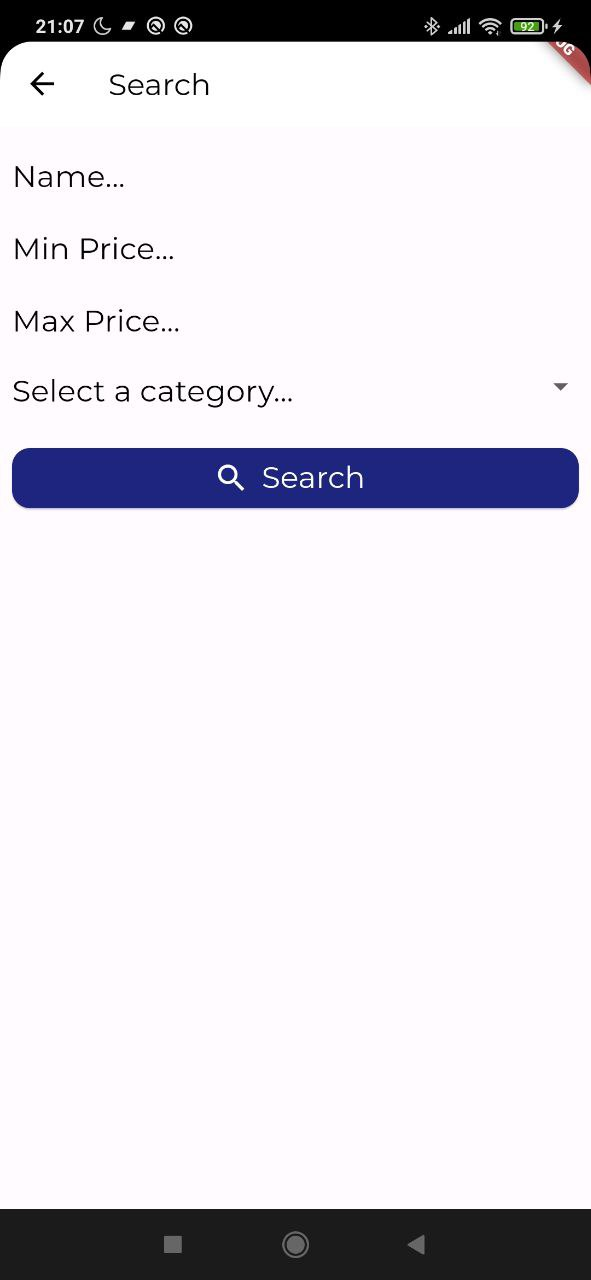 21:07
92
Search
Name...
Min Price...
Max Price...
Select a category...
Search